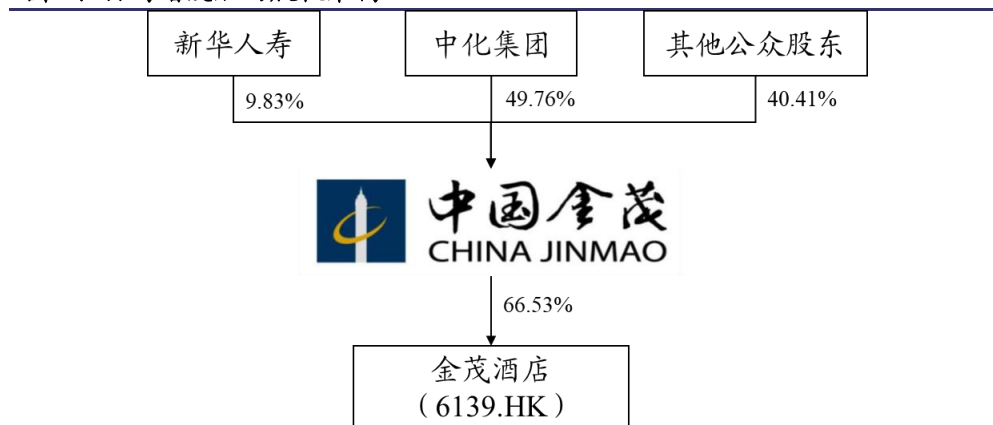 新华人寿
中化集团
其他公众股东
9.83%
49.76%
40.41%
中国金茂
CHINA JINMAO
66.53%
金茂酒店
（6139.HK）